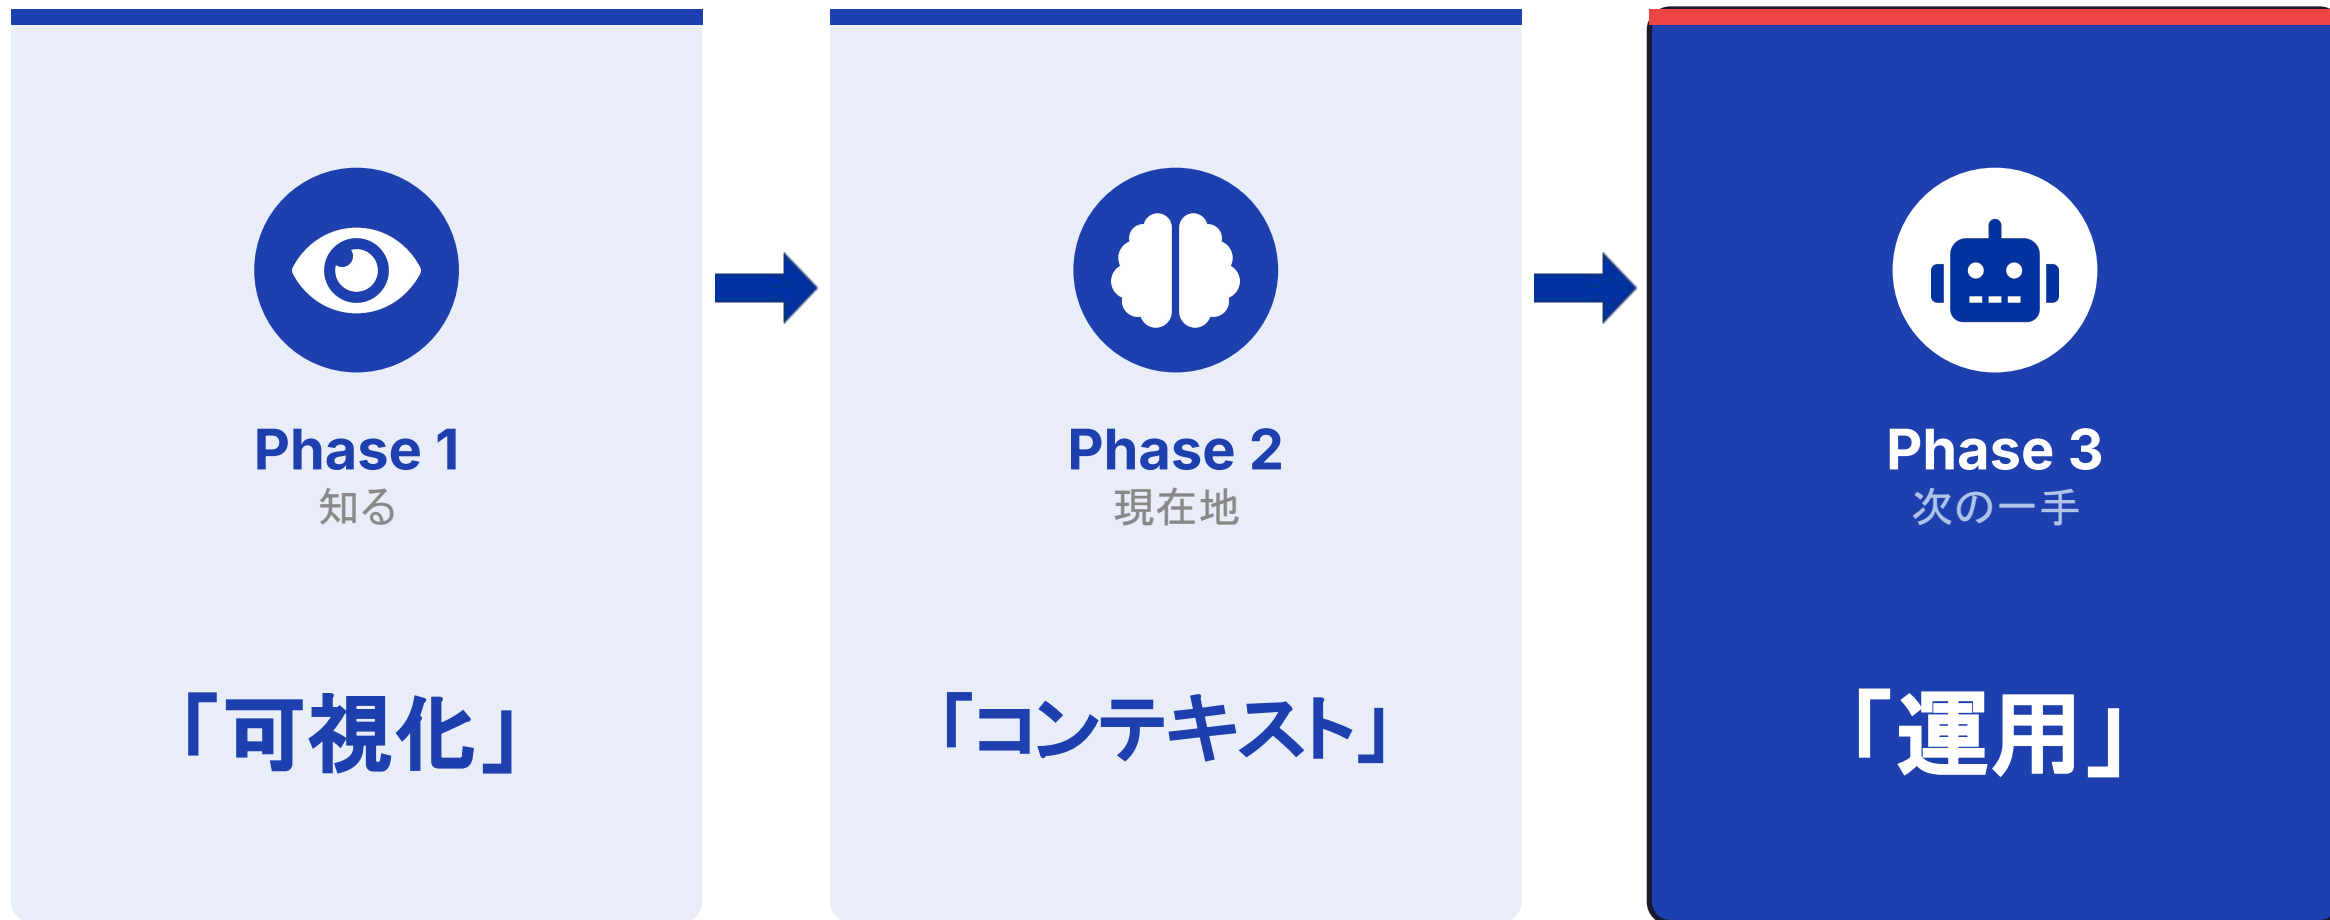 Phase 1
知る
「可視化」
Phase 2
現在地
「コンテキスト」
Phase 3
次の一手
「運用」